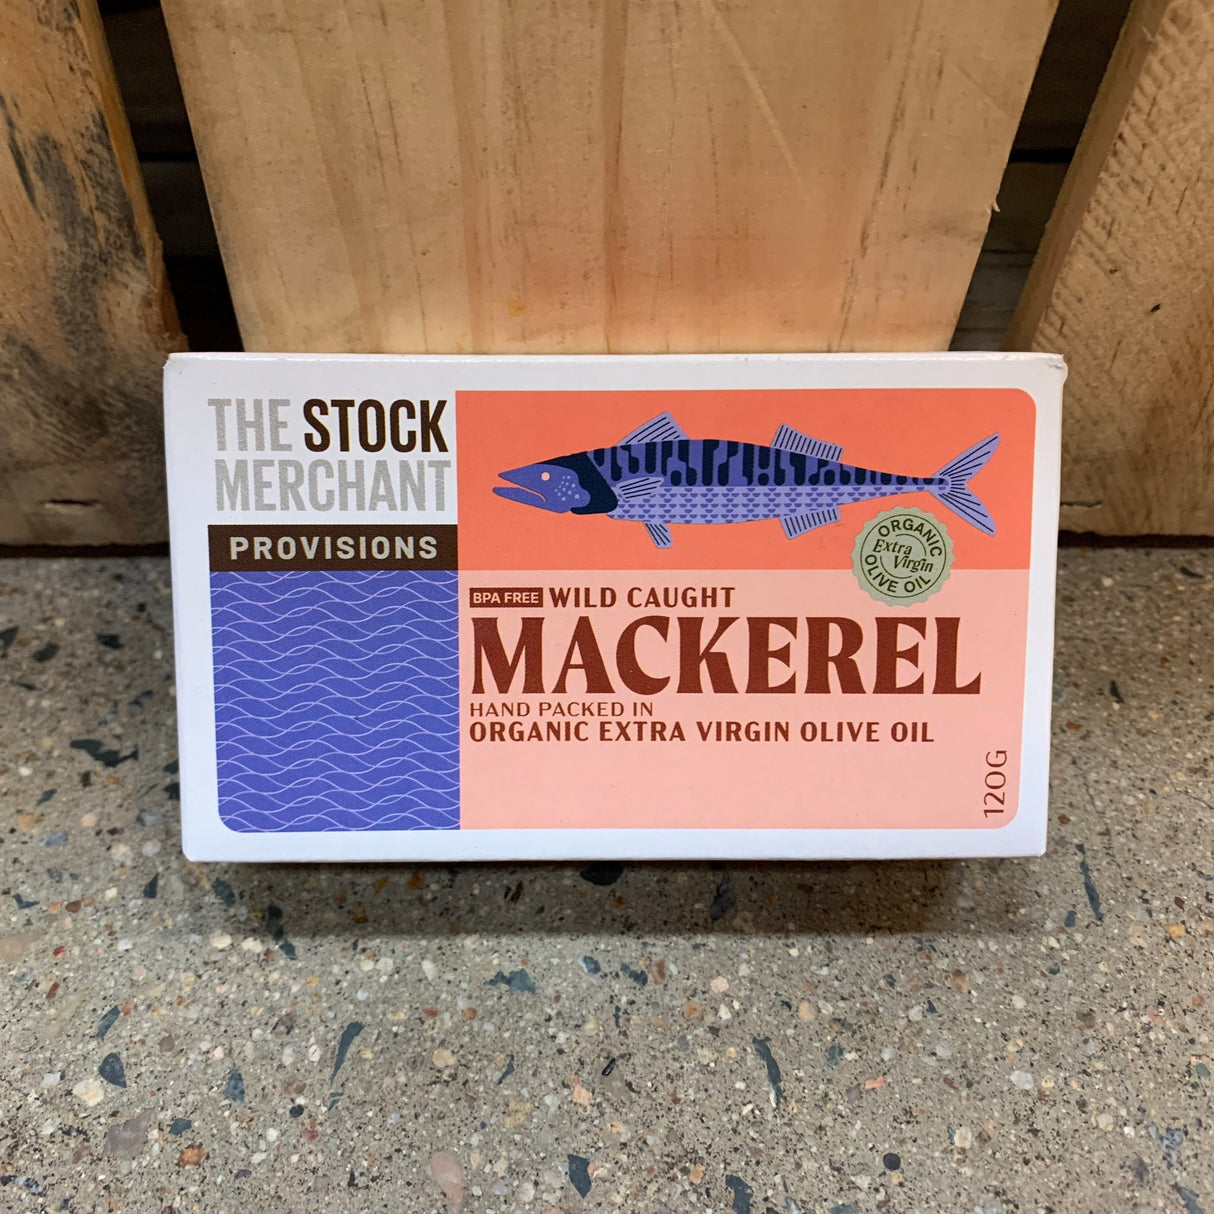 THE STOCK
MERCHANT
PROVISIONS
ORGANIC
Extra
Virgin
OLIVE OIL
BPA FREE WILD CAUGHT
MACKEREL
HAND PACKED IN
ORGANIC EXTRA VIRGIN OLIVE OIL
120G